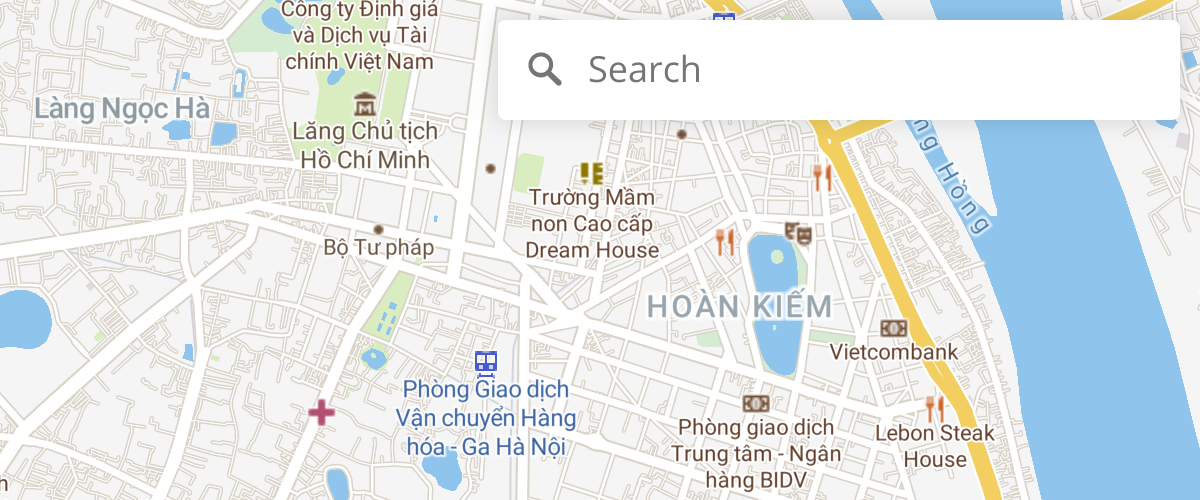 Công ty Định giá
và Dịch vụ Tài
chính Việt Nam
Search
Làng Ngọc Hà
Lăng Chủ tịch
Hồ Chí Minh
Trường Mầm
non Cao cấp
Dream House
Bộ Tư pháp
ng Hồng
HOÀN KIẾM
Vietcombank
Phòng Giao dịch
Vận chuyển Hàng
hóa - Ga Hà Nội
Phòng giao dịch
Trung tâm - Ngân
hàng BIDV
Lebon Steak
House
h